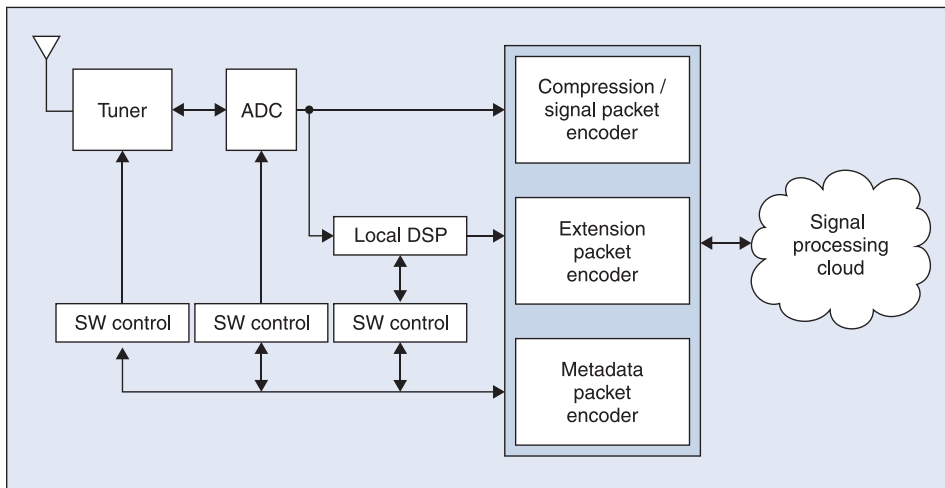 Tuner
ADC
Compression /
signal packet
encoder
Local DSP
Extension
packet
encoder
Signal
processing
cloud
SW control
SW control
SW control
Metadata
packet
encoder